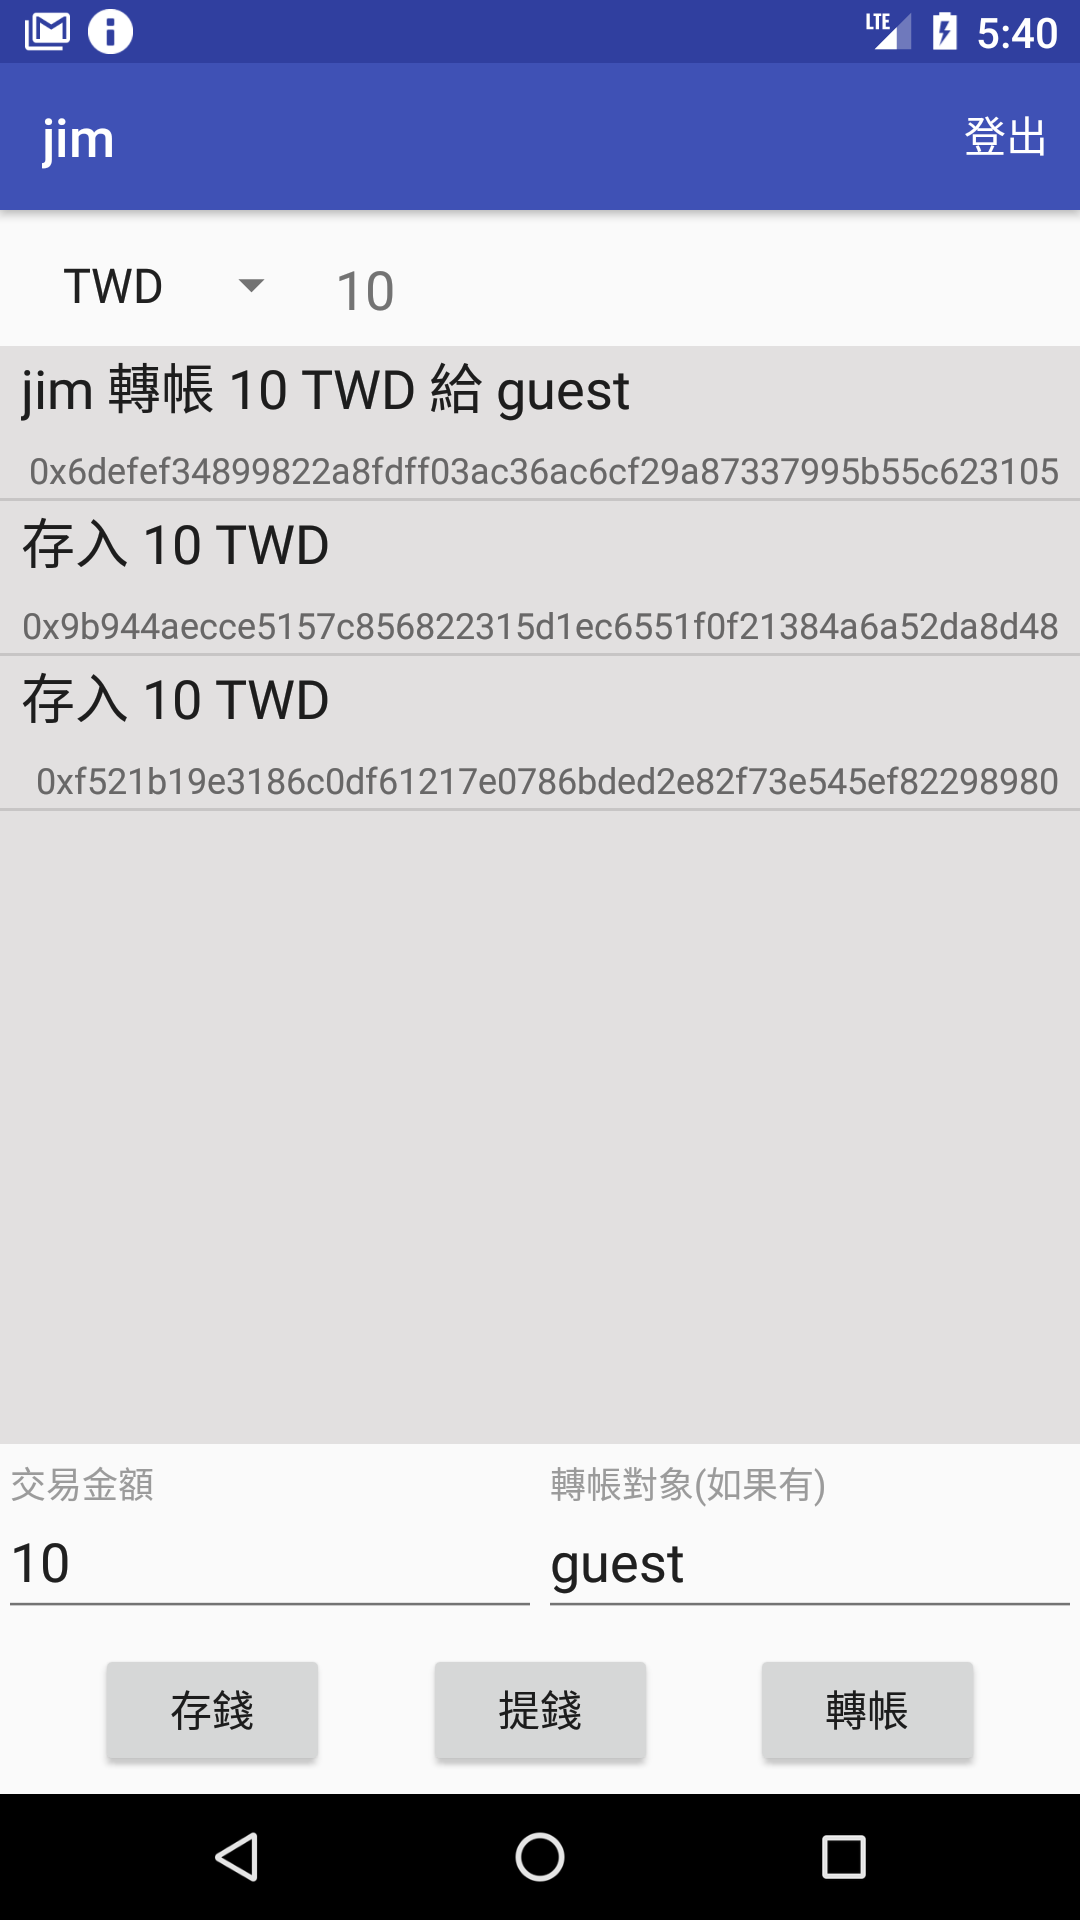 LTE 5:40
jim 登出
TWD 10
jim 轉帳 10 TWD 給 guest
0x6defef34899822a8fdff03ac36ac6cf29a87337995b55c623105
存入 10 TWD
0x9b944aecce5157c856822315d1ec6551f0f21384a6a52da8d48
存入 10 TWD
0xf521b19e3186c0df61217e0786bded2e82f73e545ef82298980
交易金額 轉帳對象(如果有)
10 guest
存錢 提錢 轉帳